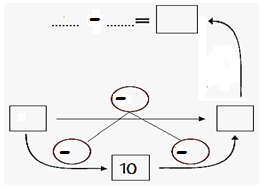 ...... - ...... =
-
- -
10